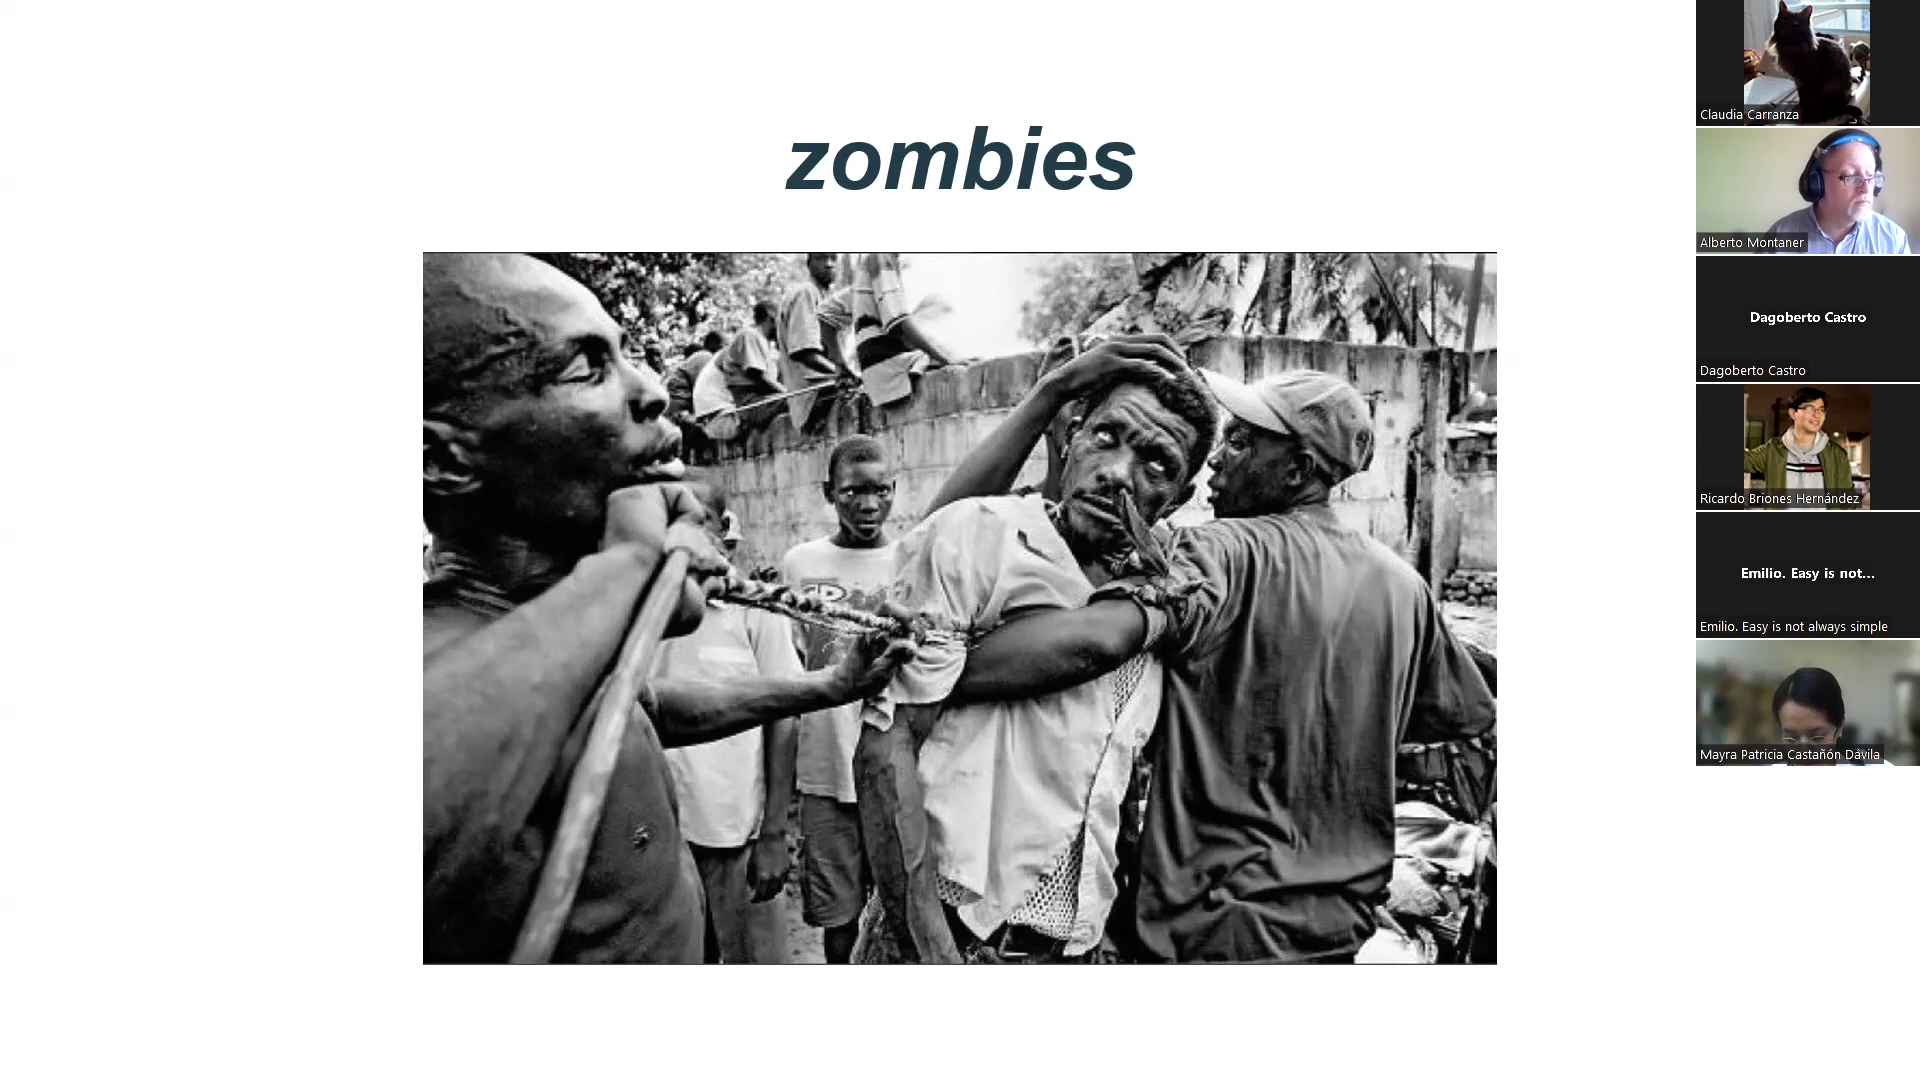 zombies
Claudia Carranza
Alberto Montaner
Dagoberto Castro
Dagoberto Castro
Ricardo Briones Hernández
Emilio. Easy is not...
Emilio. Easy is not always simple
Mayra Patricia Castañón Dávila